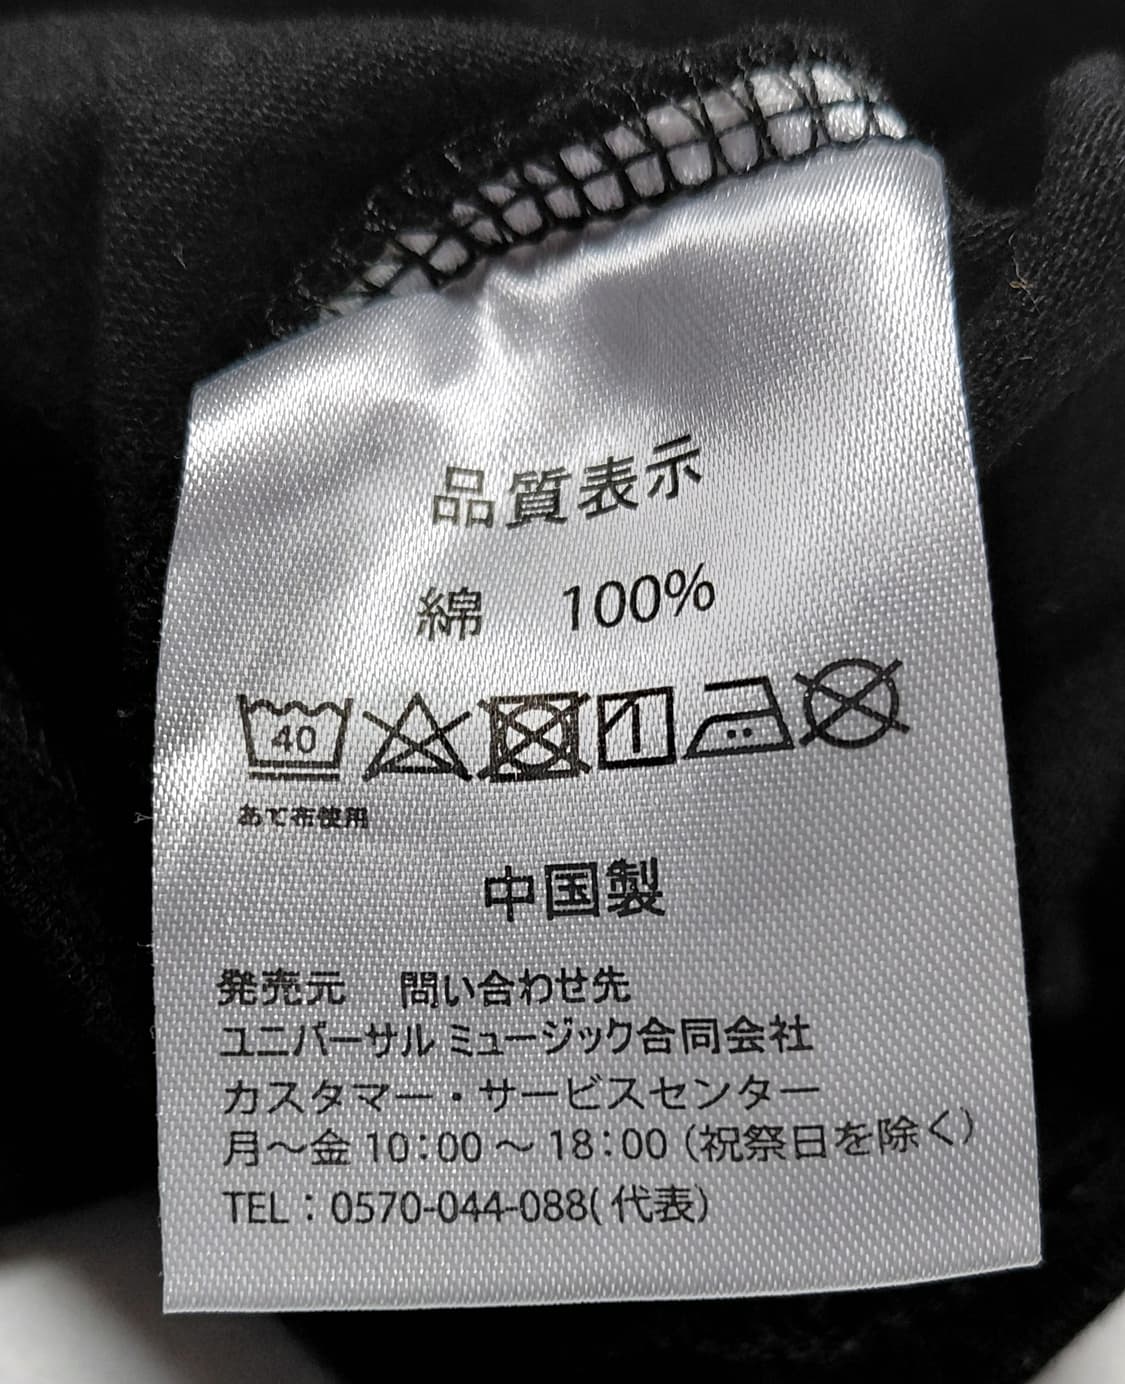 品質表示
綿 100%
40
あて布使用
中国製
発売元 問い合わせ先
ユニバーサル ミュージック合同会社
カスタマー・サービスセンター
月～金 10：00 ～ 18：00（祝祭日を除く）
TEL：0570-044-088(代表)